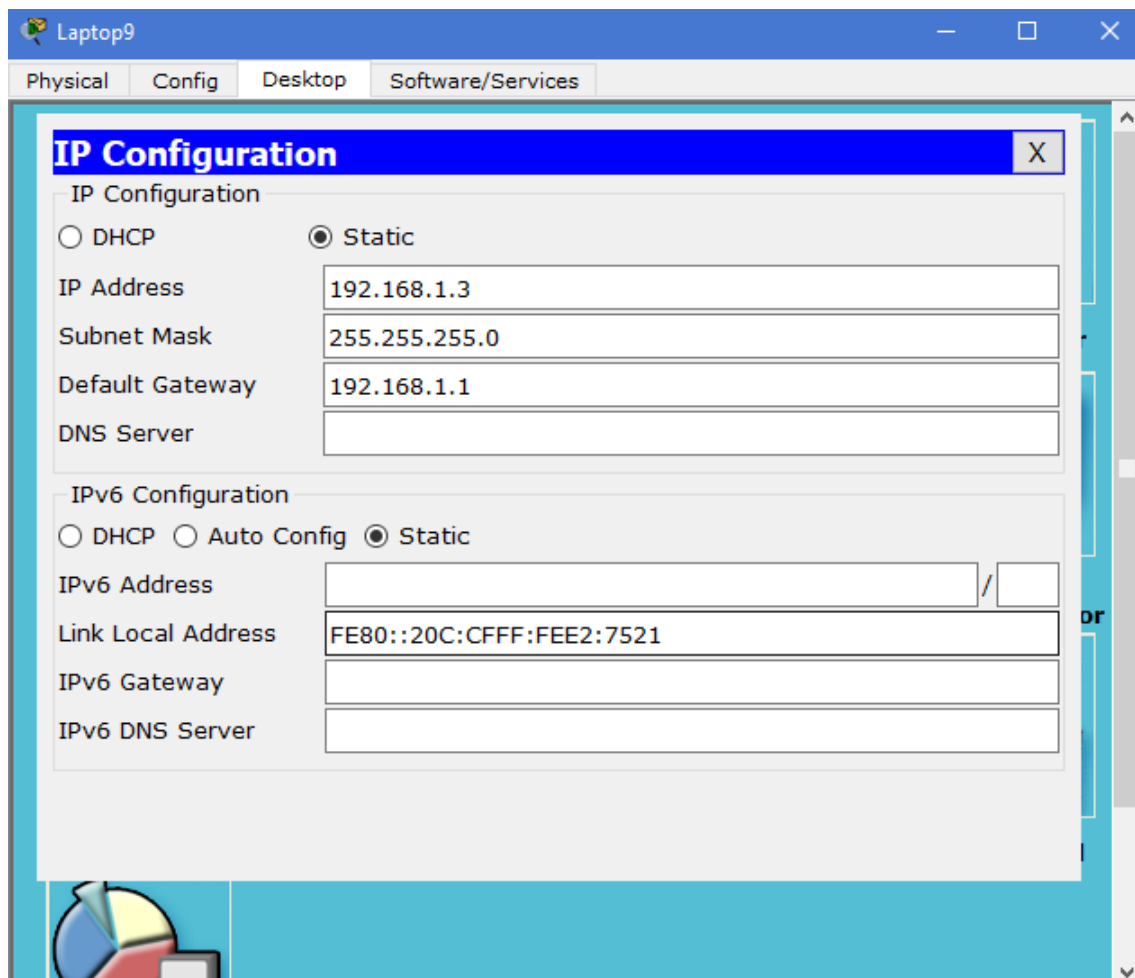 Laptop9
Physical Config Desktop Software/Services
IP Configuration X
IP Configuration
DHCP Static
IP Address 192.168.1.3
Subnet Mask 255.255.255.0
Default Gateway 192.168.1.1
DNS Server
IPv6 Configuration
DHCP Auto Config Static
IPv6 Address /
Link Local Address FE80::20C:CFFF:FEE2:7521
or
IPv6 Gateway
IPv6 DNS Server